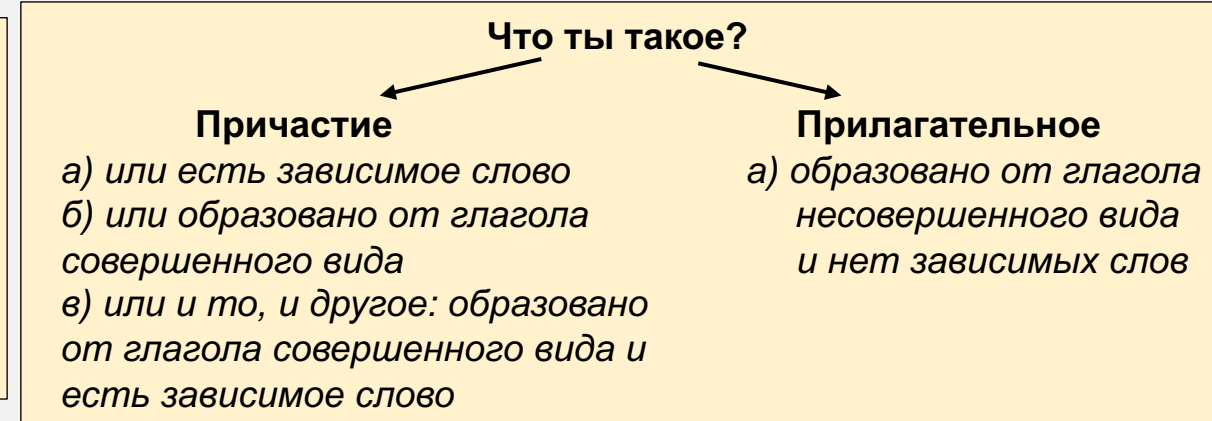 Что ты такое?
Причастие
а) или есть зависимое слово
б) или образовано от глагола
совершенного вида
в) или и то, и другое: образовано
от глагола совершенного вида и
есть зависимое слово
Прилагательное
а) образовано от глагола
несовершенного вида
и нет зависимых слов